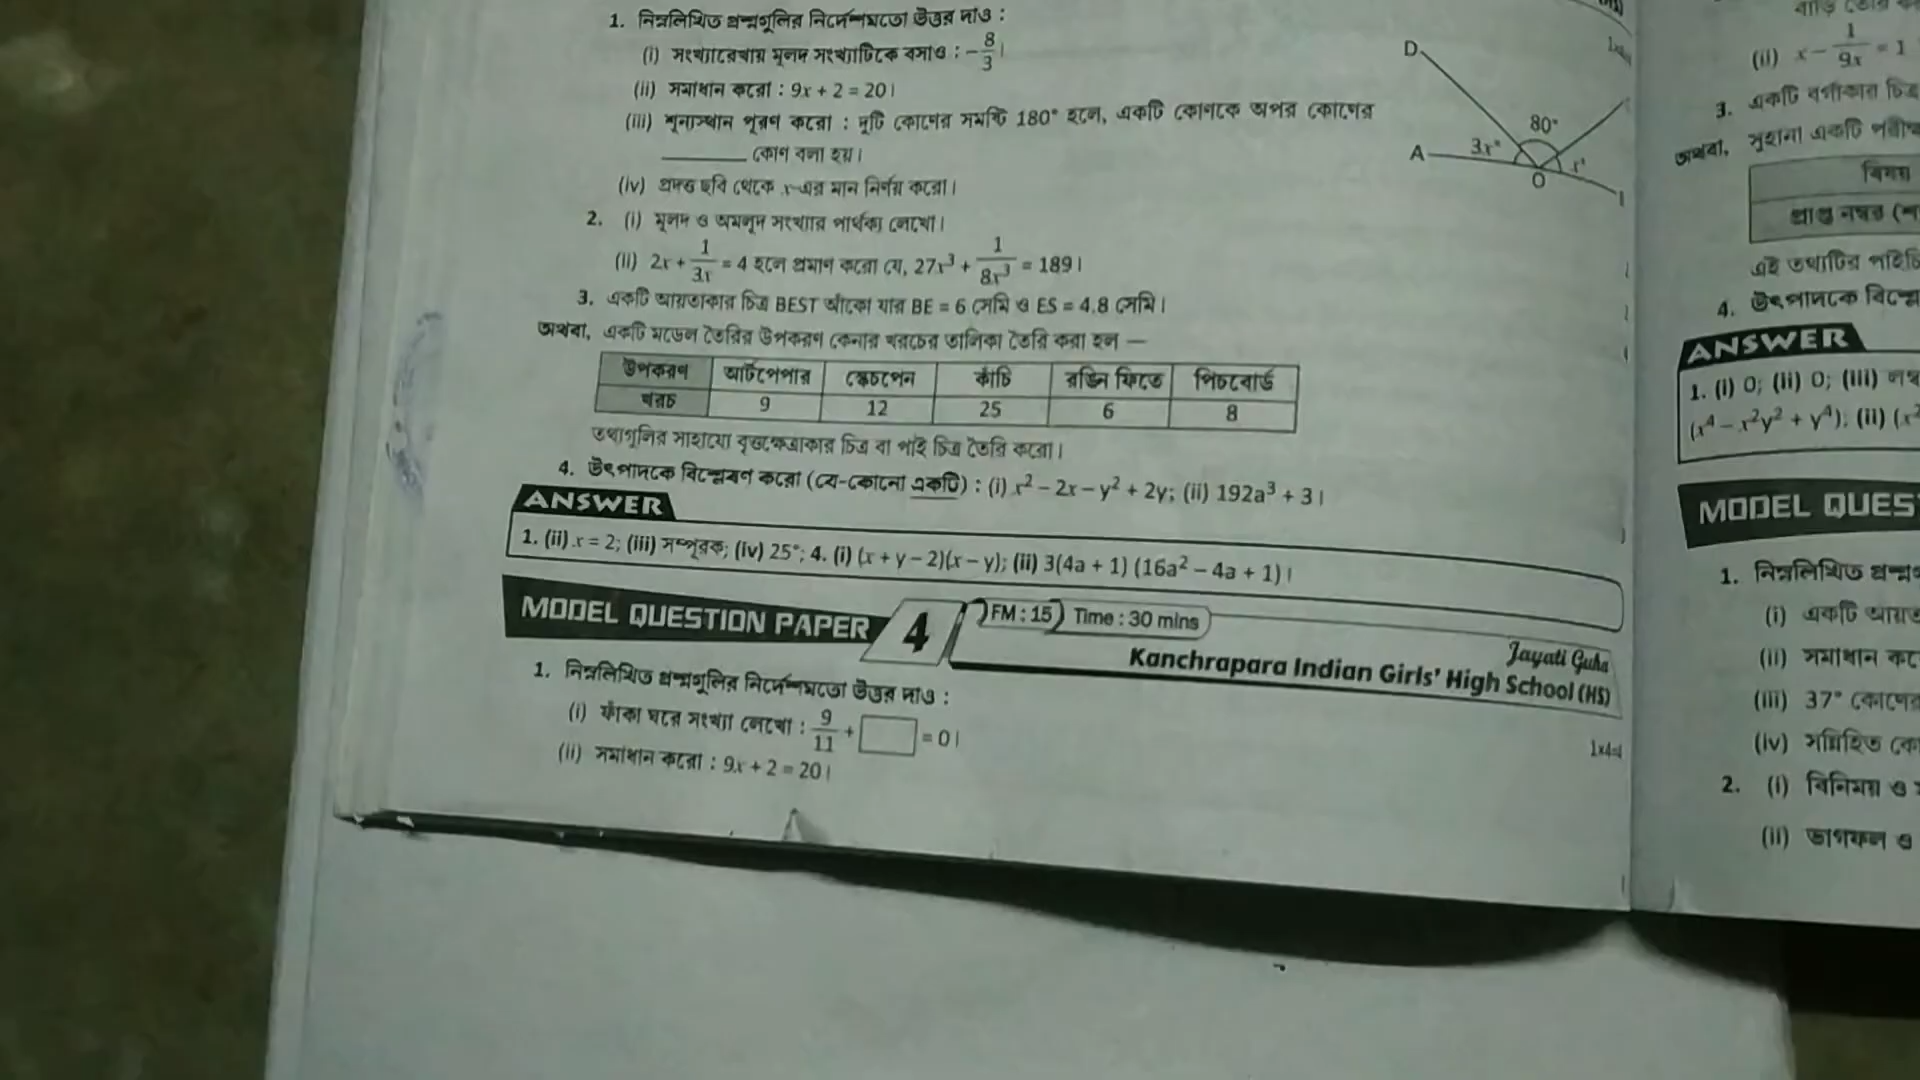 1. নিম্নলিখিত প্রশ্নগুলির নির্দেশমতো উত্তর দাও :
(i) সংখ্যারেখায় মূলদ সংখ্যাটিকে বসাও : −8/3।
(ii) সমাধান করো : 9x + 2 = 20।
(iii) শূন্যস্থান পূরণ করো : দুটি কোণের সমষ্টি 180° হলে, একটি কোণকে অপর কোণের
________ কোণ বলা হয়।
(iv) প্রদত্ত ছবি থেকে x-এর মান নির্ণয় করো।
D
80°
A 3x° x°
O
2. (i) মূলদ ও অমূলদ সংখ্যার পার্থক্য লেখো।
(ii) 2x + 1/3x = 4 হলে প্রমাণ করো যে, 27x³ + 1/8x³ = 189।
3. একটি আয়তাকার চিত্র BEST আঁকো যার BE = 6 সেমি ও ES = 4.8 সেমি।
অথবা, একটি মডেল তৈরির উপকরণ কেনার খরচের তালিকা তৈরি করা হল —
উপকরণ আর্টপেপার স্কেচপেন কাঁচি রঙিন ফিতে পিচবোর্ড
খরচ 9 12 25 6 8
তথ্যগুলির সাহায্যে বৃত্তক্ষেত্রাকার চিত্র বা পাই চিত্র তৈরি করো।
4. উৎপাদকে বিশ্লেষণ করো (যে-কোনো একটি) : (i) x² − 2x − y² + 2y; (ii) 192a³ + 3।
ANSWER
1. (ii) x = 2; (iii) সম্পূরক; (iv) 25°; 4. (i) (x + y − 2)(x − y); (ii) 3(4a + 1) (16a² − 4a + 1)।
MODEL QUESTION PAPER 4 FM : 15 Time : 30 mins
Jayati Guha
Kanchrapara Indian Girls' High School (HS)
1. নিম্নলিখিত প্রশ্নগুলির নির্দেশমতো উত্তর দাও :
1x4=4
(i) ফাঁকা ঘরে সংখ্যা লেখো : 9/11 + □ = 0।
(ii) সমাধান করো : 9x + 2 = 20।
(ii) x − 1/9x = 1
3. একটি বর্গাকার চিত্র
অথবা, সুহানা একটি
বিষয়
প্রাপ্ত নম্বর
এই তথ্যটির পাইচি
4. উৎপাদকে বিশ্লে
ANSWER
1. (i) 0; (ii) 0; (iii) লম্ব
(x⁴ − x²y² + y⁴); (ii) (x²
MODEL QUES
1. নিম্নলিখিত প্রশ্ন
(i) একটি আয়ত
(ii) সমাধান কর
(iii) 37° কোণের
(iv) সন্নিহিত কো
2. (i) বিনিময় ও
(ii) ভাগফল ও